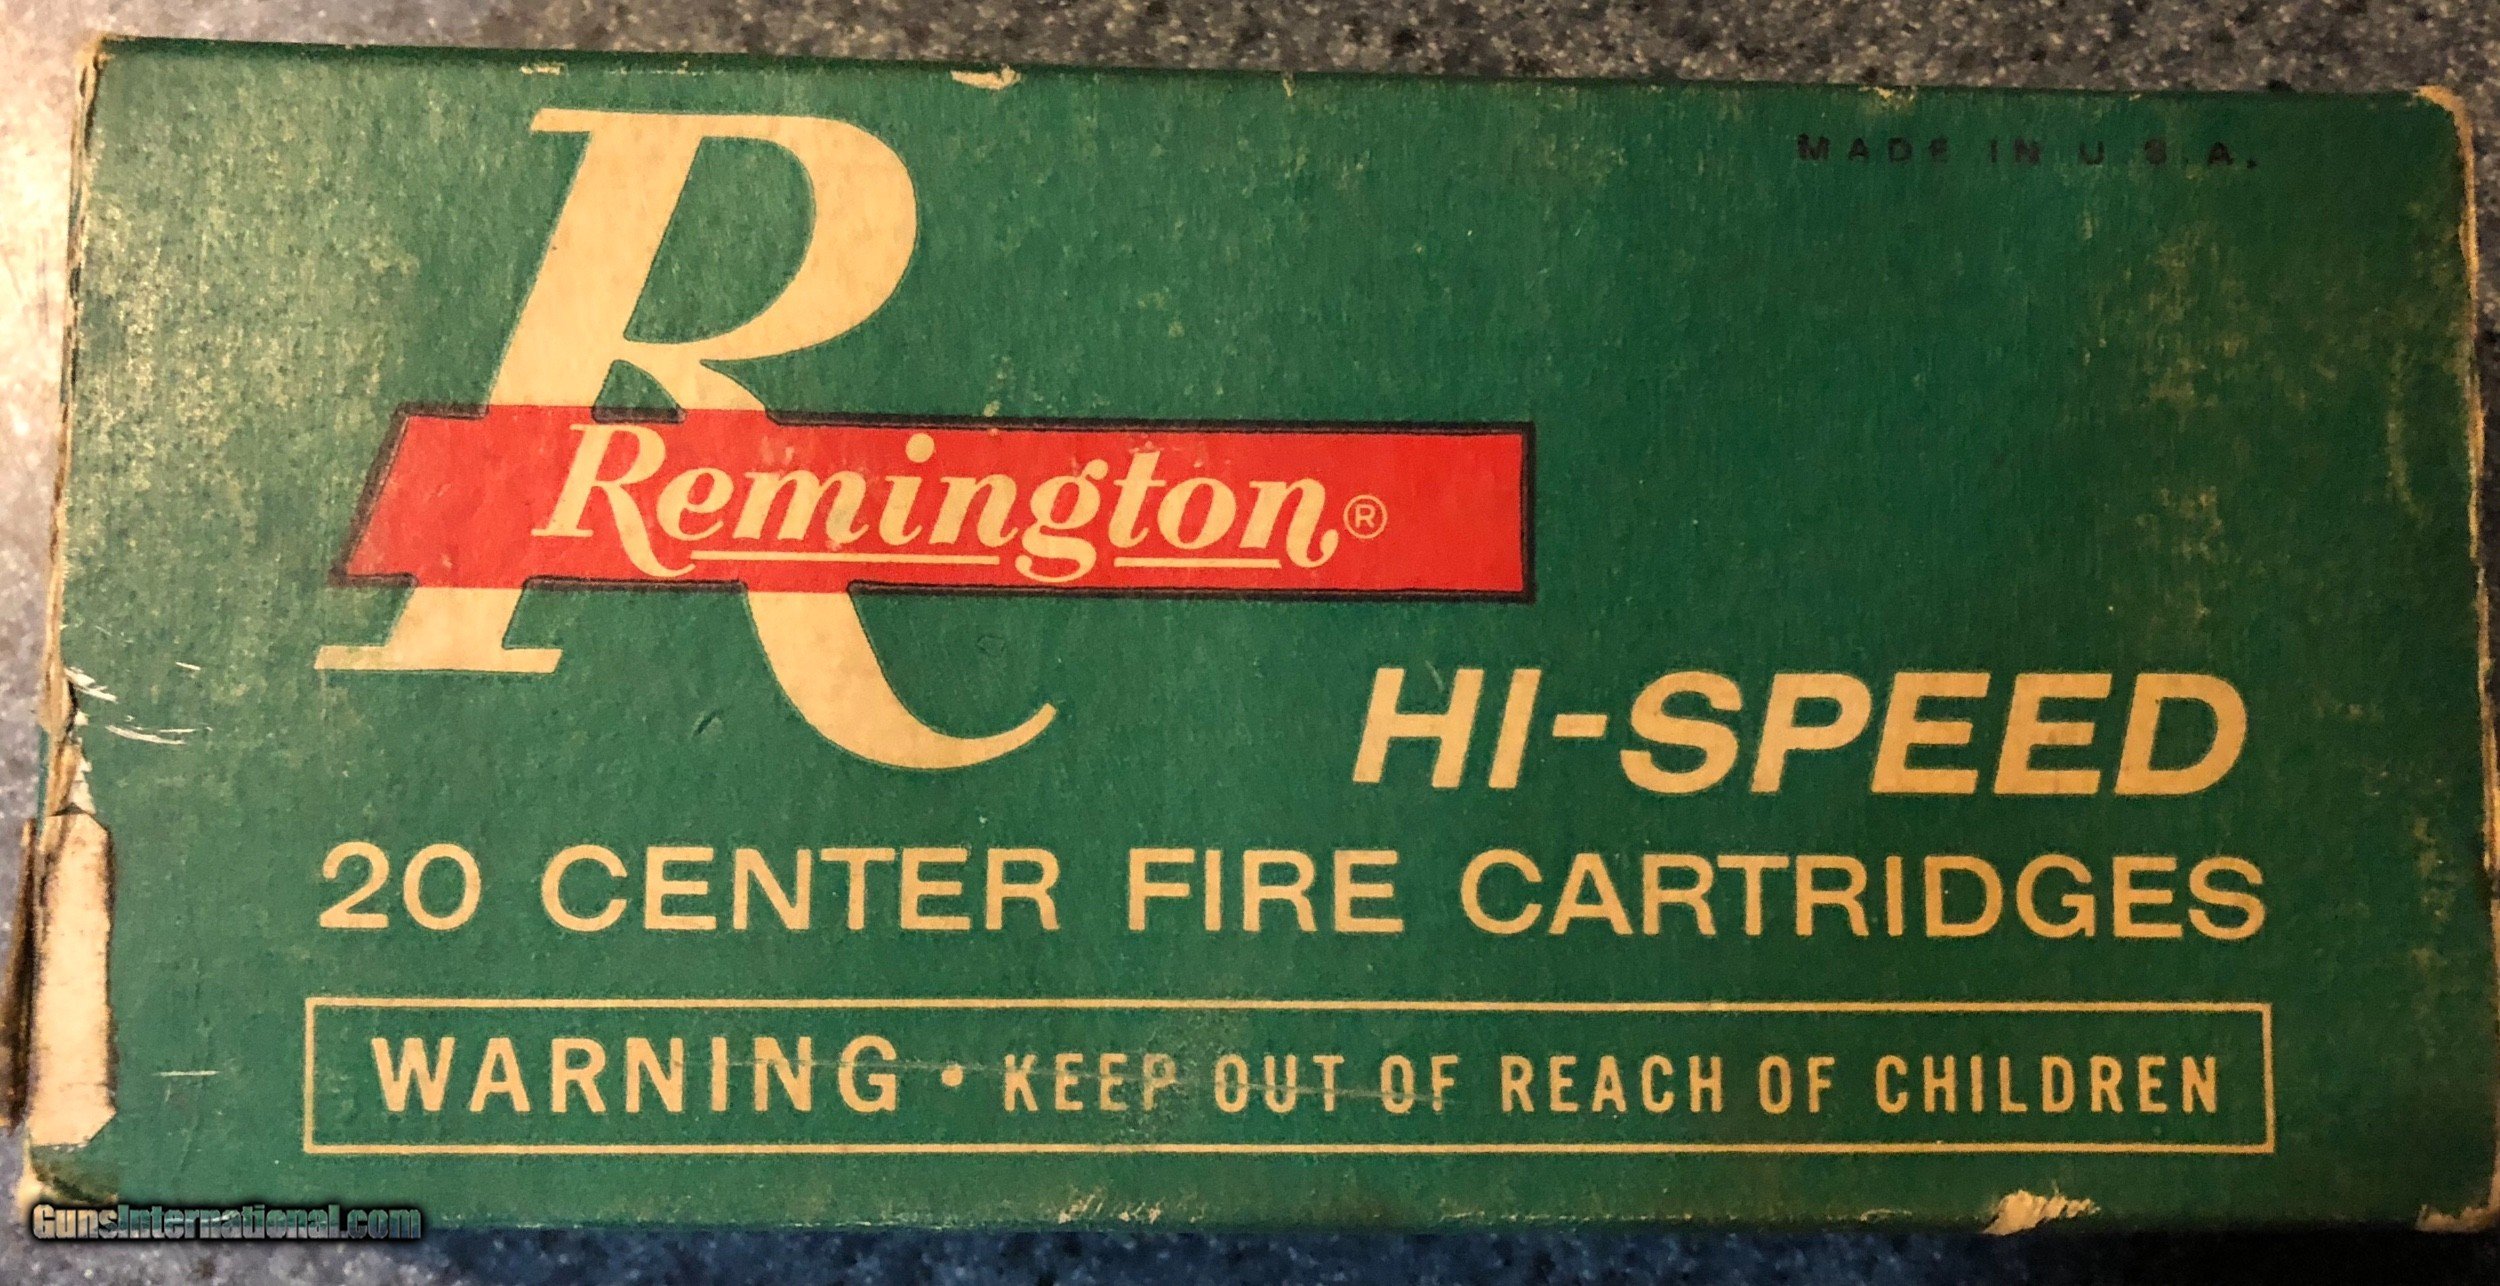 MADE IN U.S.A.
R
Remington®
HI-SPEED
20 CENTER FIRE CARTRIDGES
WARNING • KEEP OUT OF REACH OF CHILDREN
GunsInternational.com